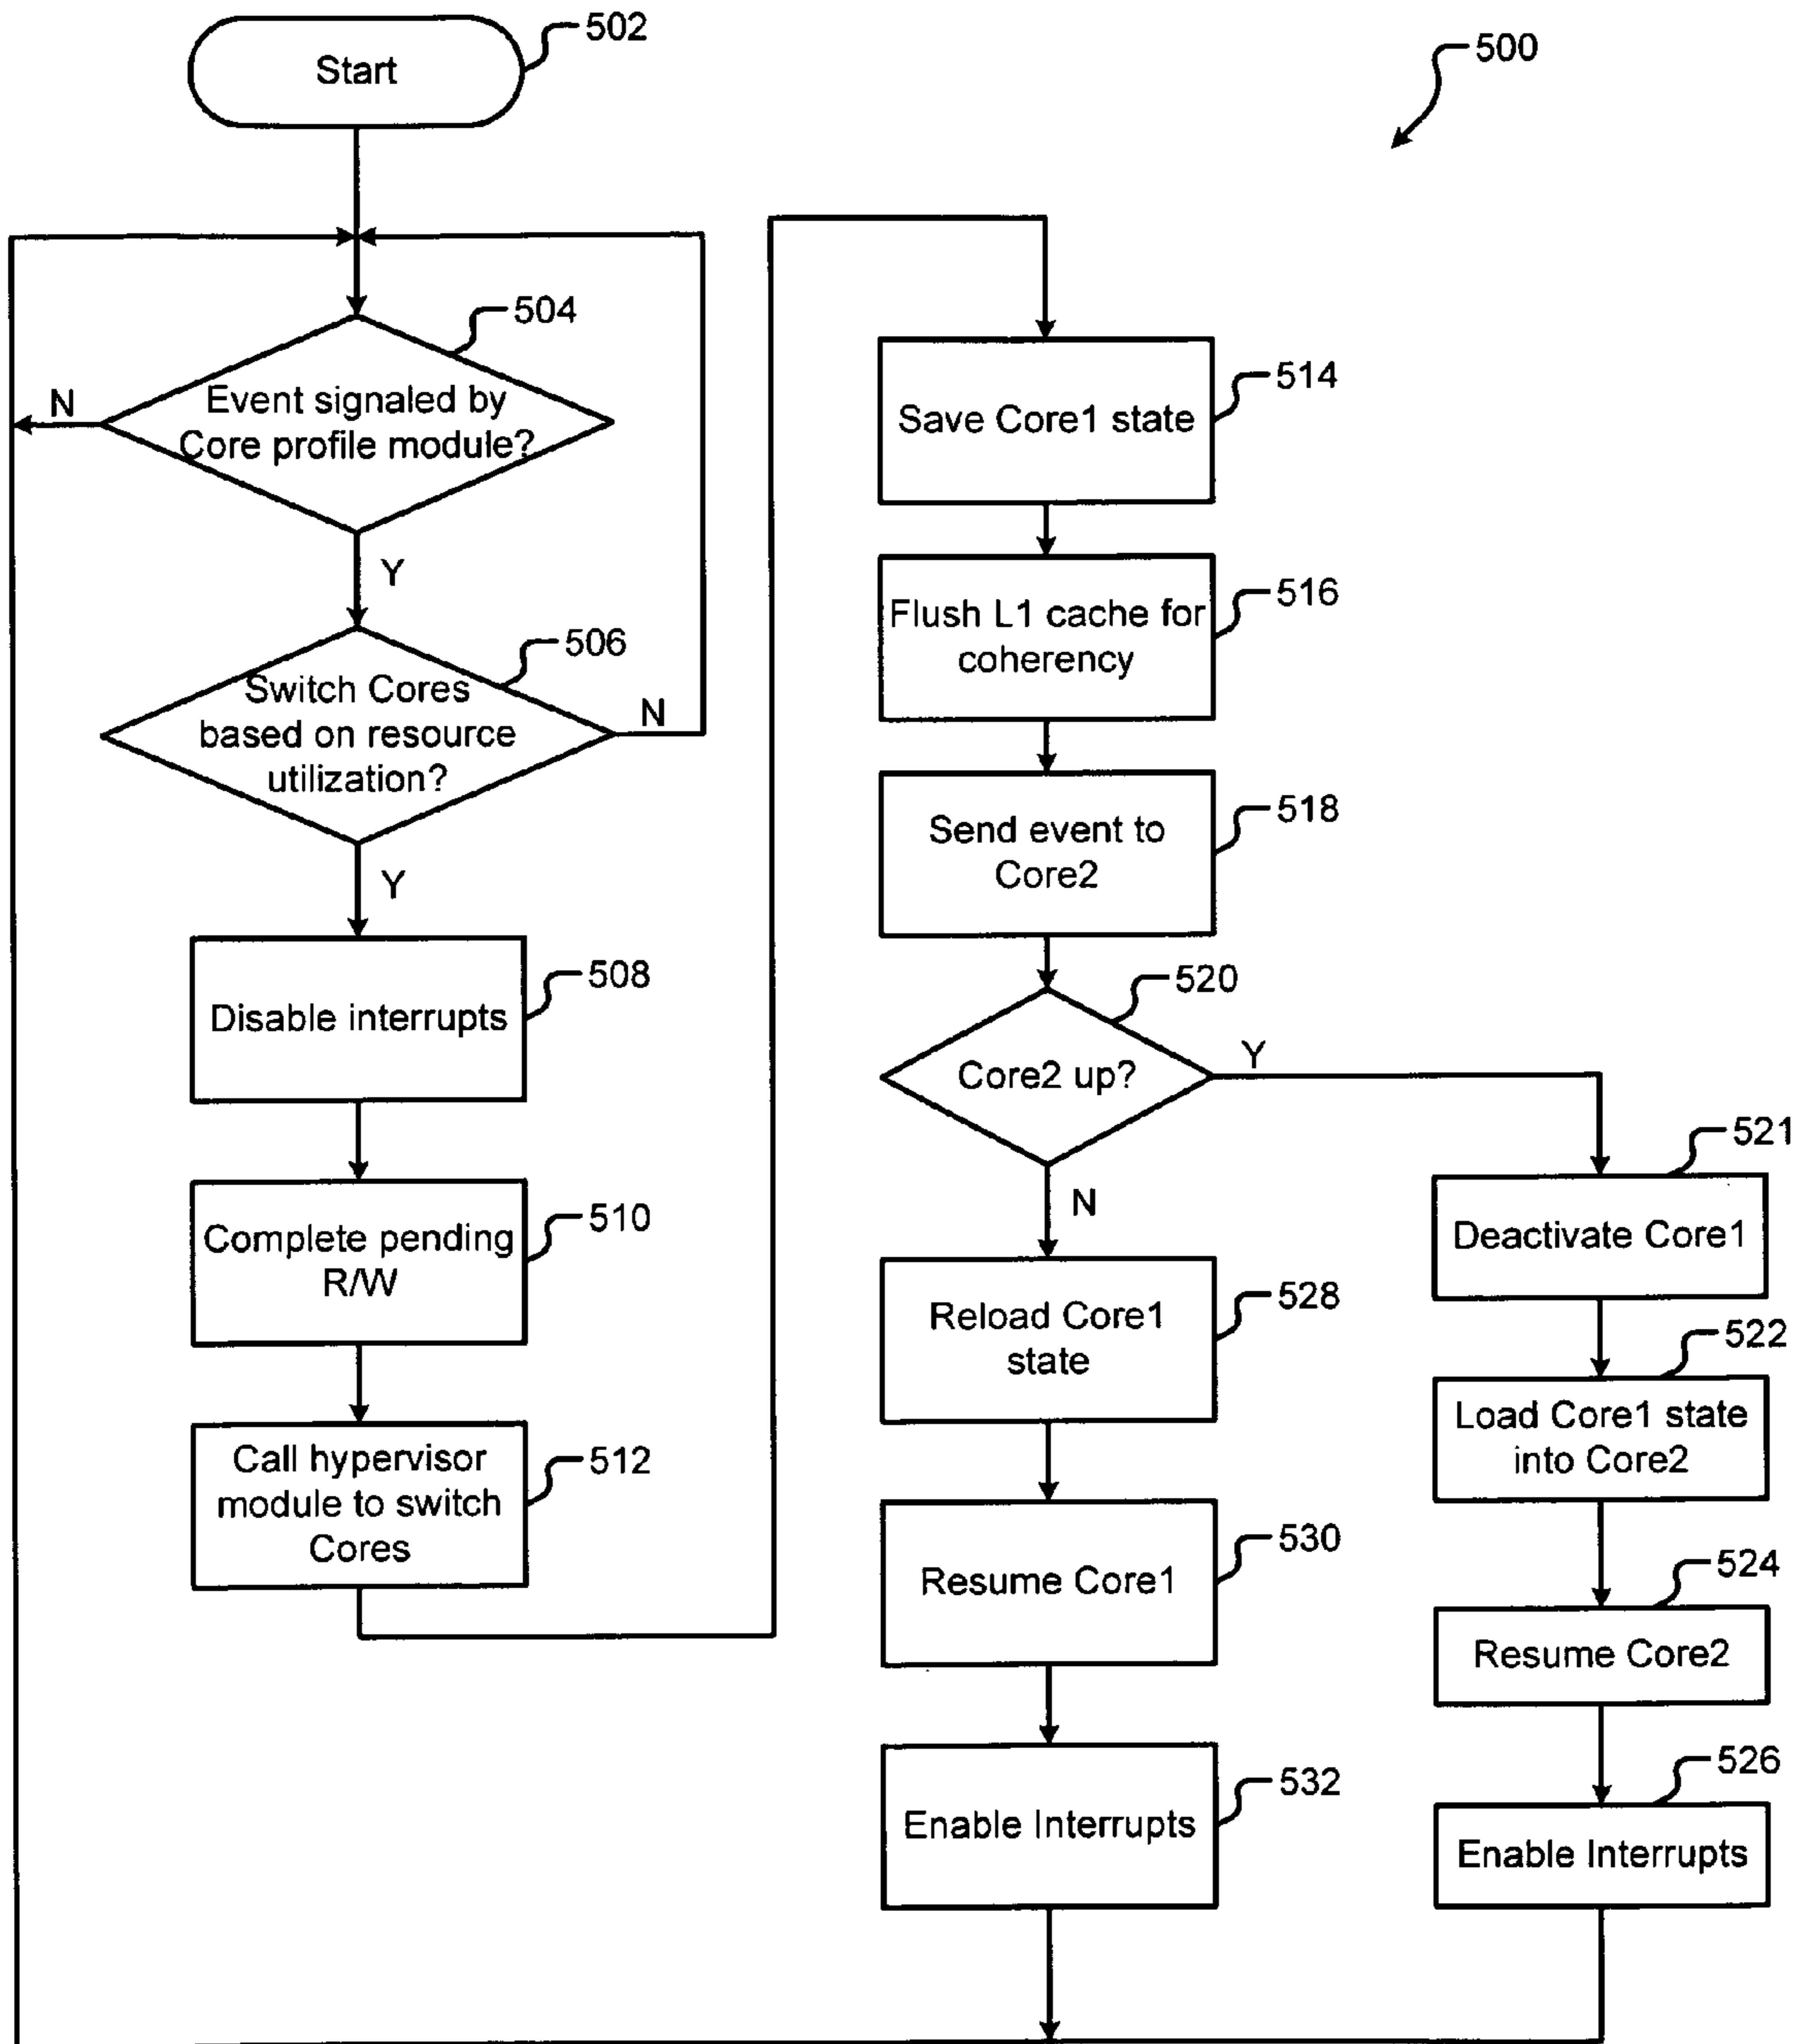 Start
502
500
504
Event signaled by
Core profile module?
N
Y
506
Switch Cores
based on resource
utilization?
N
Y
508
Disable interrupts
510
Complete pending
R/W
512
Call hypervisor
module to switch
Cores
514
Save Core1 state
516
Flush L1 cache for
coherency
518
Send event to
Core2
520
Core2 up?
Y
N
521
Deactivate Core1
522
Load Core1 state
into Core2
524
Resume Core2
526
Enable Interrupts
528
Reload Core1
state
530
Resume Core1
532
Enable Interrupts